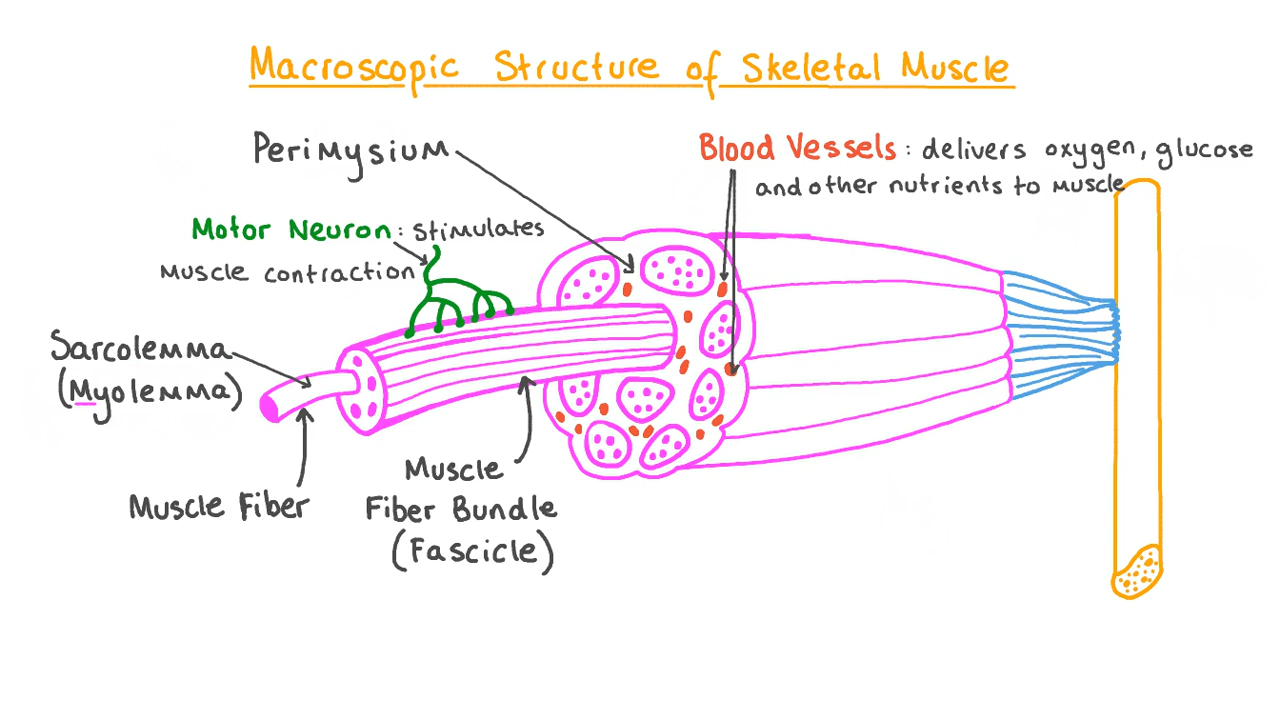 Macroscopic Structure of Skeletal Muscle
Perimysium
Blood Vessels: delivers oxygen, glucose
and other nutrients to muscle
Motor Neuron: stimulates
muscle contraction
Sarcolemma
(Myolemma)
Muscle Fiber
Muscle
Fiber Bundle
(Fascicle)